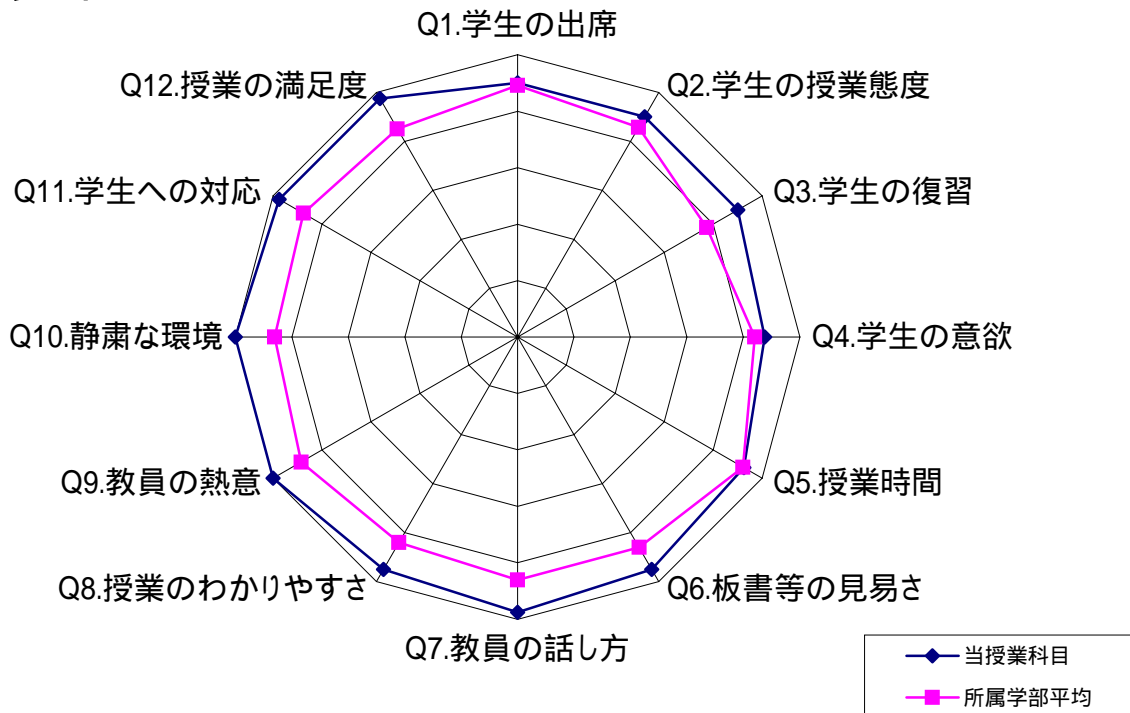 Q1.学生の出席
Q2.学生の授業態度
Q3.学生の復習
Q4.学生の意欲
Q5.授業時間
Q6.板書等の見易さ
Q7.教員の話し方
Q8.授業のわかりやすさ
Q9.教員の熱意
Q10.静粛な環境
Q11.学生への対応
Q12.授業の満足度
当授業科目
所属学部平均